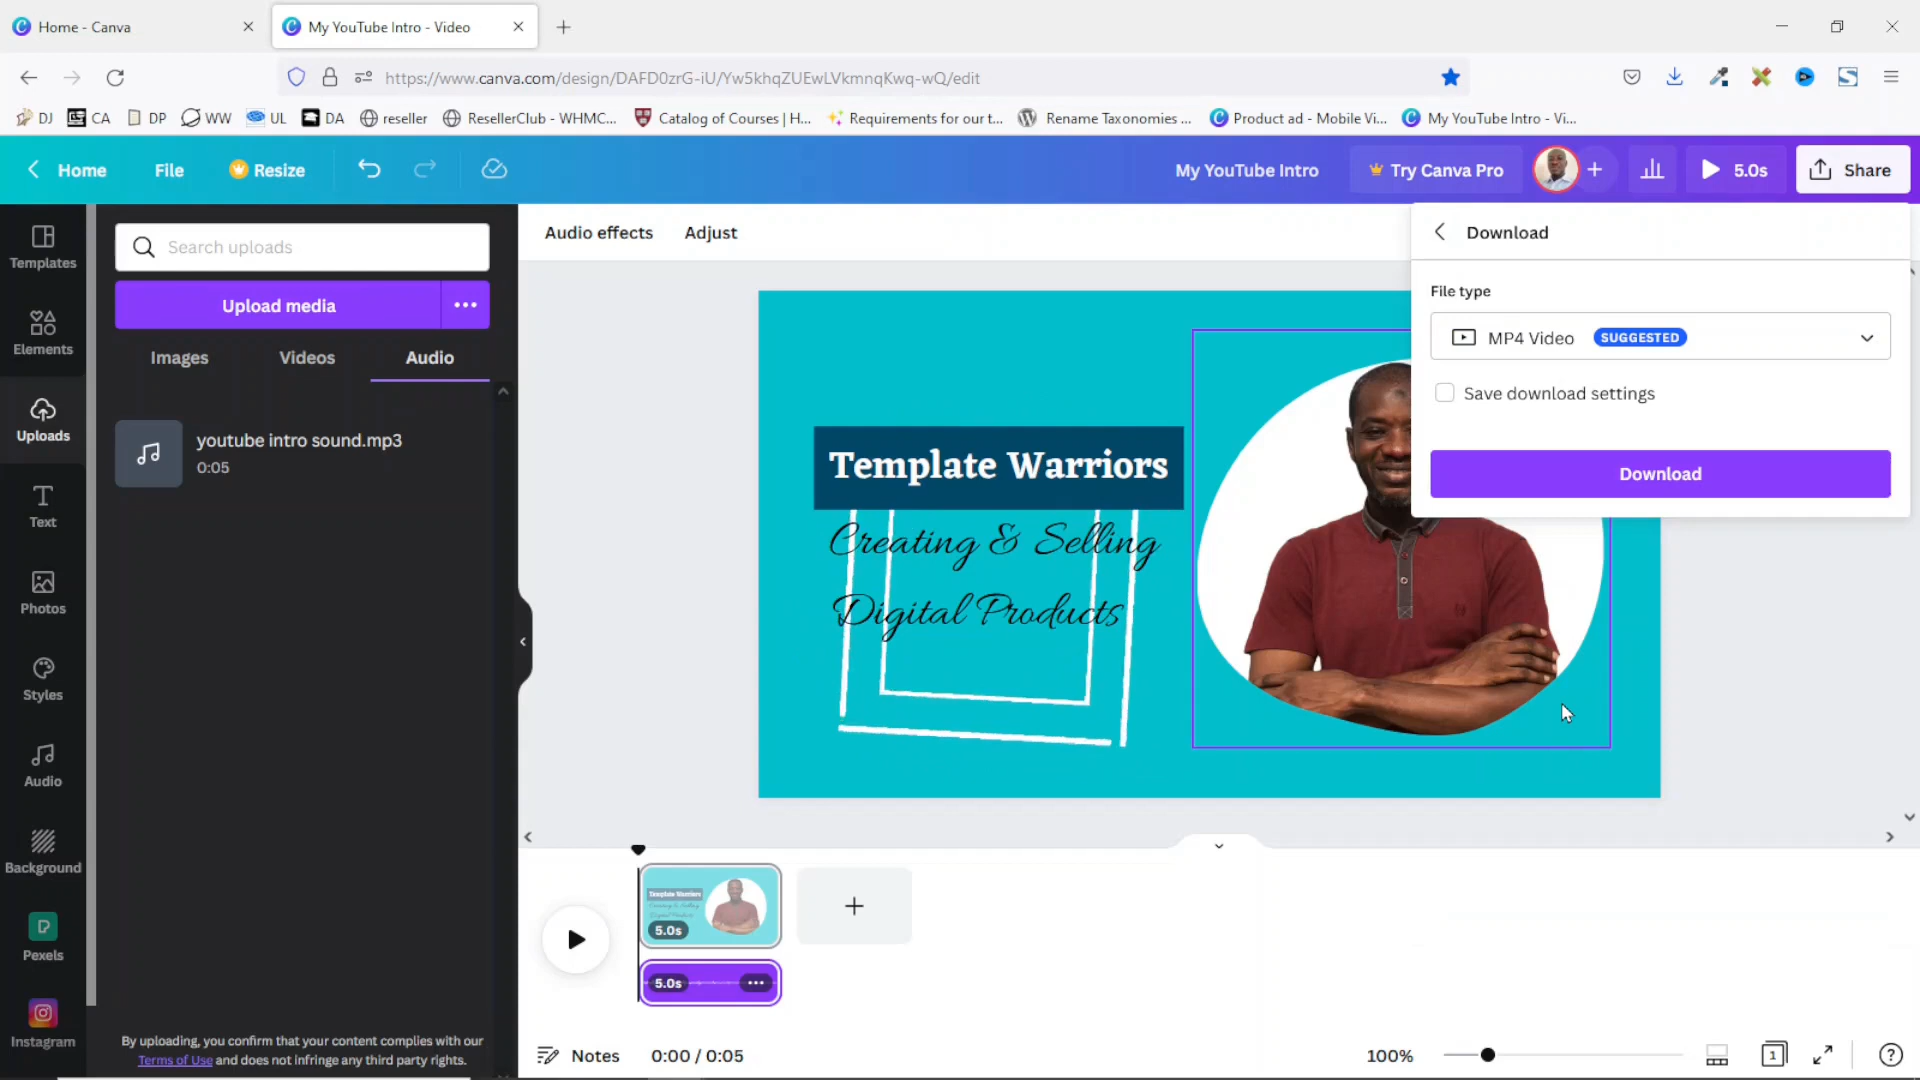 Home - Canva
My YouTube Intro - Video
https://www.canva.com/design/DAFD0zrG-iU/Yw5khqZUEwLVkmnqKwq-wQ/edit
DJ
CA
DP
WW
UL
DA
reseller
ResellerClub - WHMC...
Catalog of Courses | H...
Requirements for our t...
Rename Taxonomies ...
Product ad - Mobile Vi...
My YouTube Intro - Vi...
Home
File
Resize
My YouTube Intro
Try Canva Pro
5.0s
Share
Templates
Elements
Uploads
Text
Photos
Styles
Audio
Background
Pexels
Instagram
Search uploads
Upload media
Images
Videos
Audio
youtube intro sound.mp3
0:05
By uploading, you confirm that your content complies with our
Terms of Use and does not infringe any third party rights.
Audio effects
Adjust
Template Warriors
Creating & Selling
Digital Products
Download
File type
MP4 Video
SUGGESTED
Save download settings
Download
Template Warriors
Creating & Selling
Digital Products
5.0s
5.0s
Notes
0:00 / 0:05
100%
1